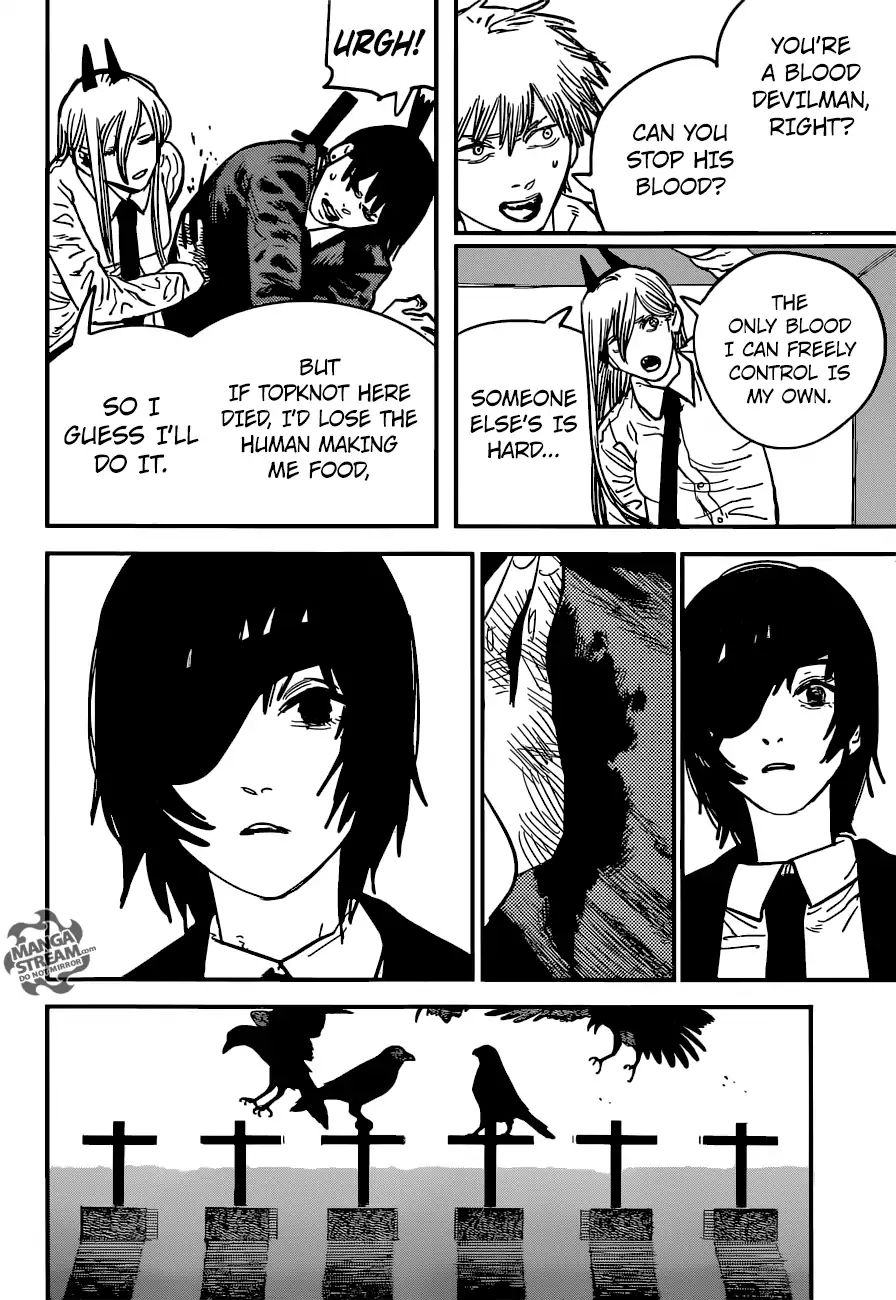 YOU'RE
A BLOOD
DEVILMAN,
RIGHT?
CAN YOU
STOP HIS
BLOOD?
THE
ONLY BLOOD
I CAN FREELY
CONTROL IS
MY OWN.
SOMEONE
ELSE'S IS
HARD...
URGH!
BUT
IF TOPKNOT HERE
DIED, I'D LOSE THE
HUMAN MAKING
ME FOOD,
SO I
GUESS I'LL
DO IT.
MANGA
STREAM.com
DO NOT MIRROR